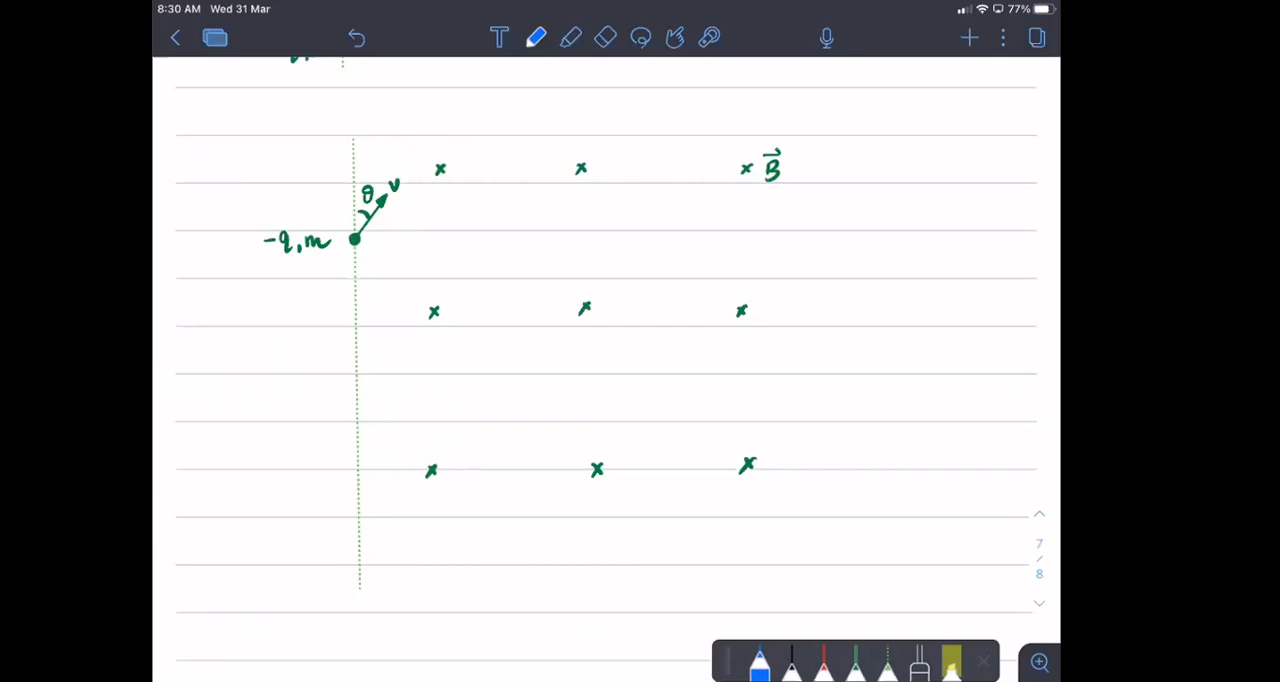 8:30 AM Wed 31 Mar 77%
T
x x x B⃗
θ v
-q, m
x x x
x x x
7
/
8